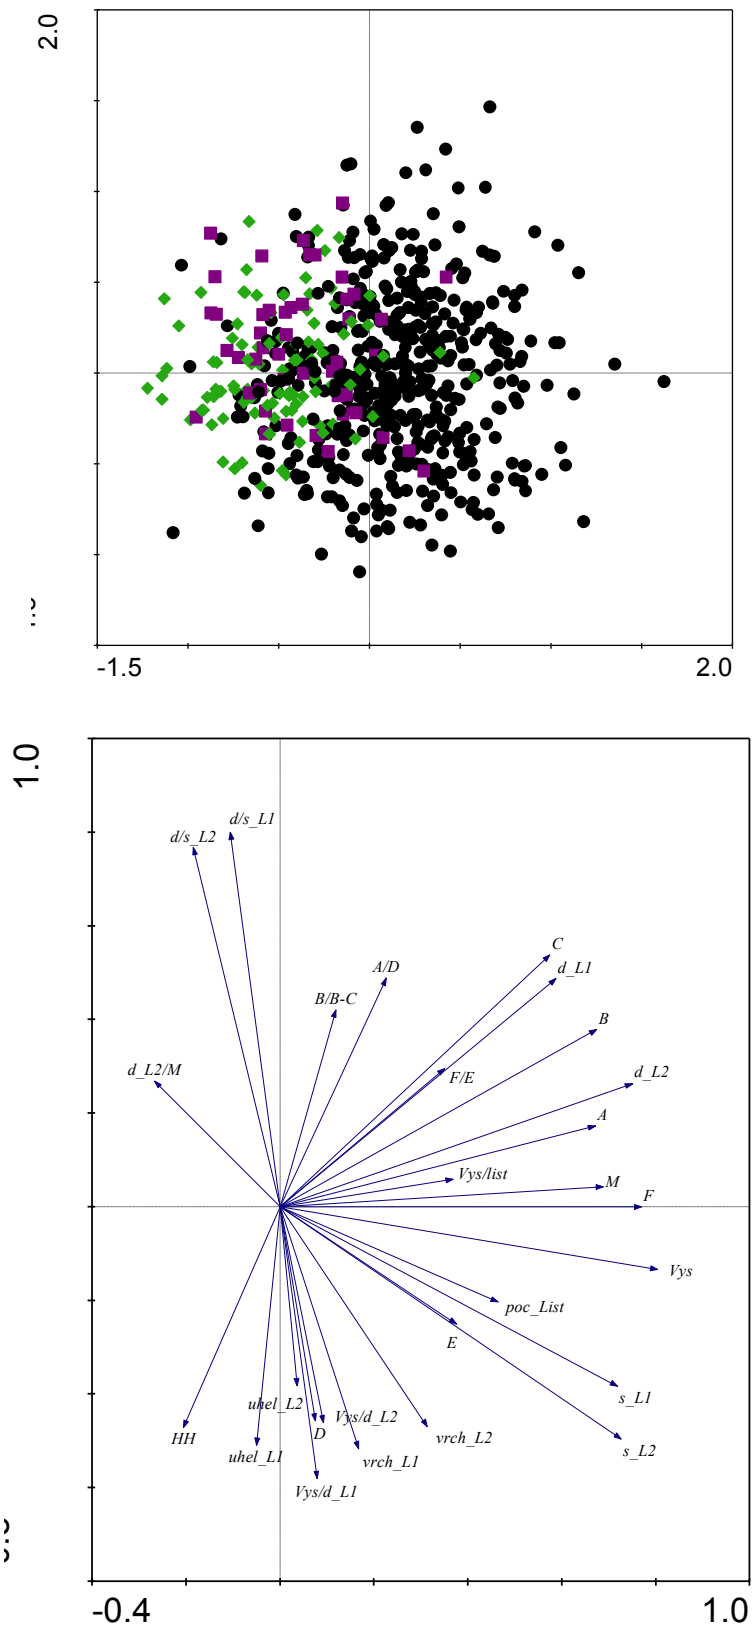 2.0
-1.5 2.0
1.0
d/s_L1
d/s_L2
C
A/D
d_L1
B/B-C
B
d_L2/M
F/E
d_L2
A
Vys/list
M
F
Vys
poc_List
E
s_L1
uhel_L2
Vys/d_L2
D
HH
vrch_L2
s_L2
uhel_L1
vrch_L1
Vys/d_L1
-0.4 1.0